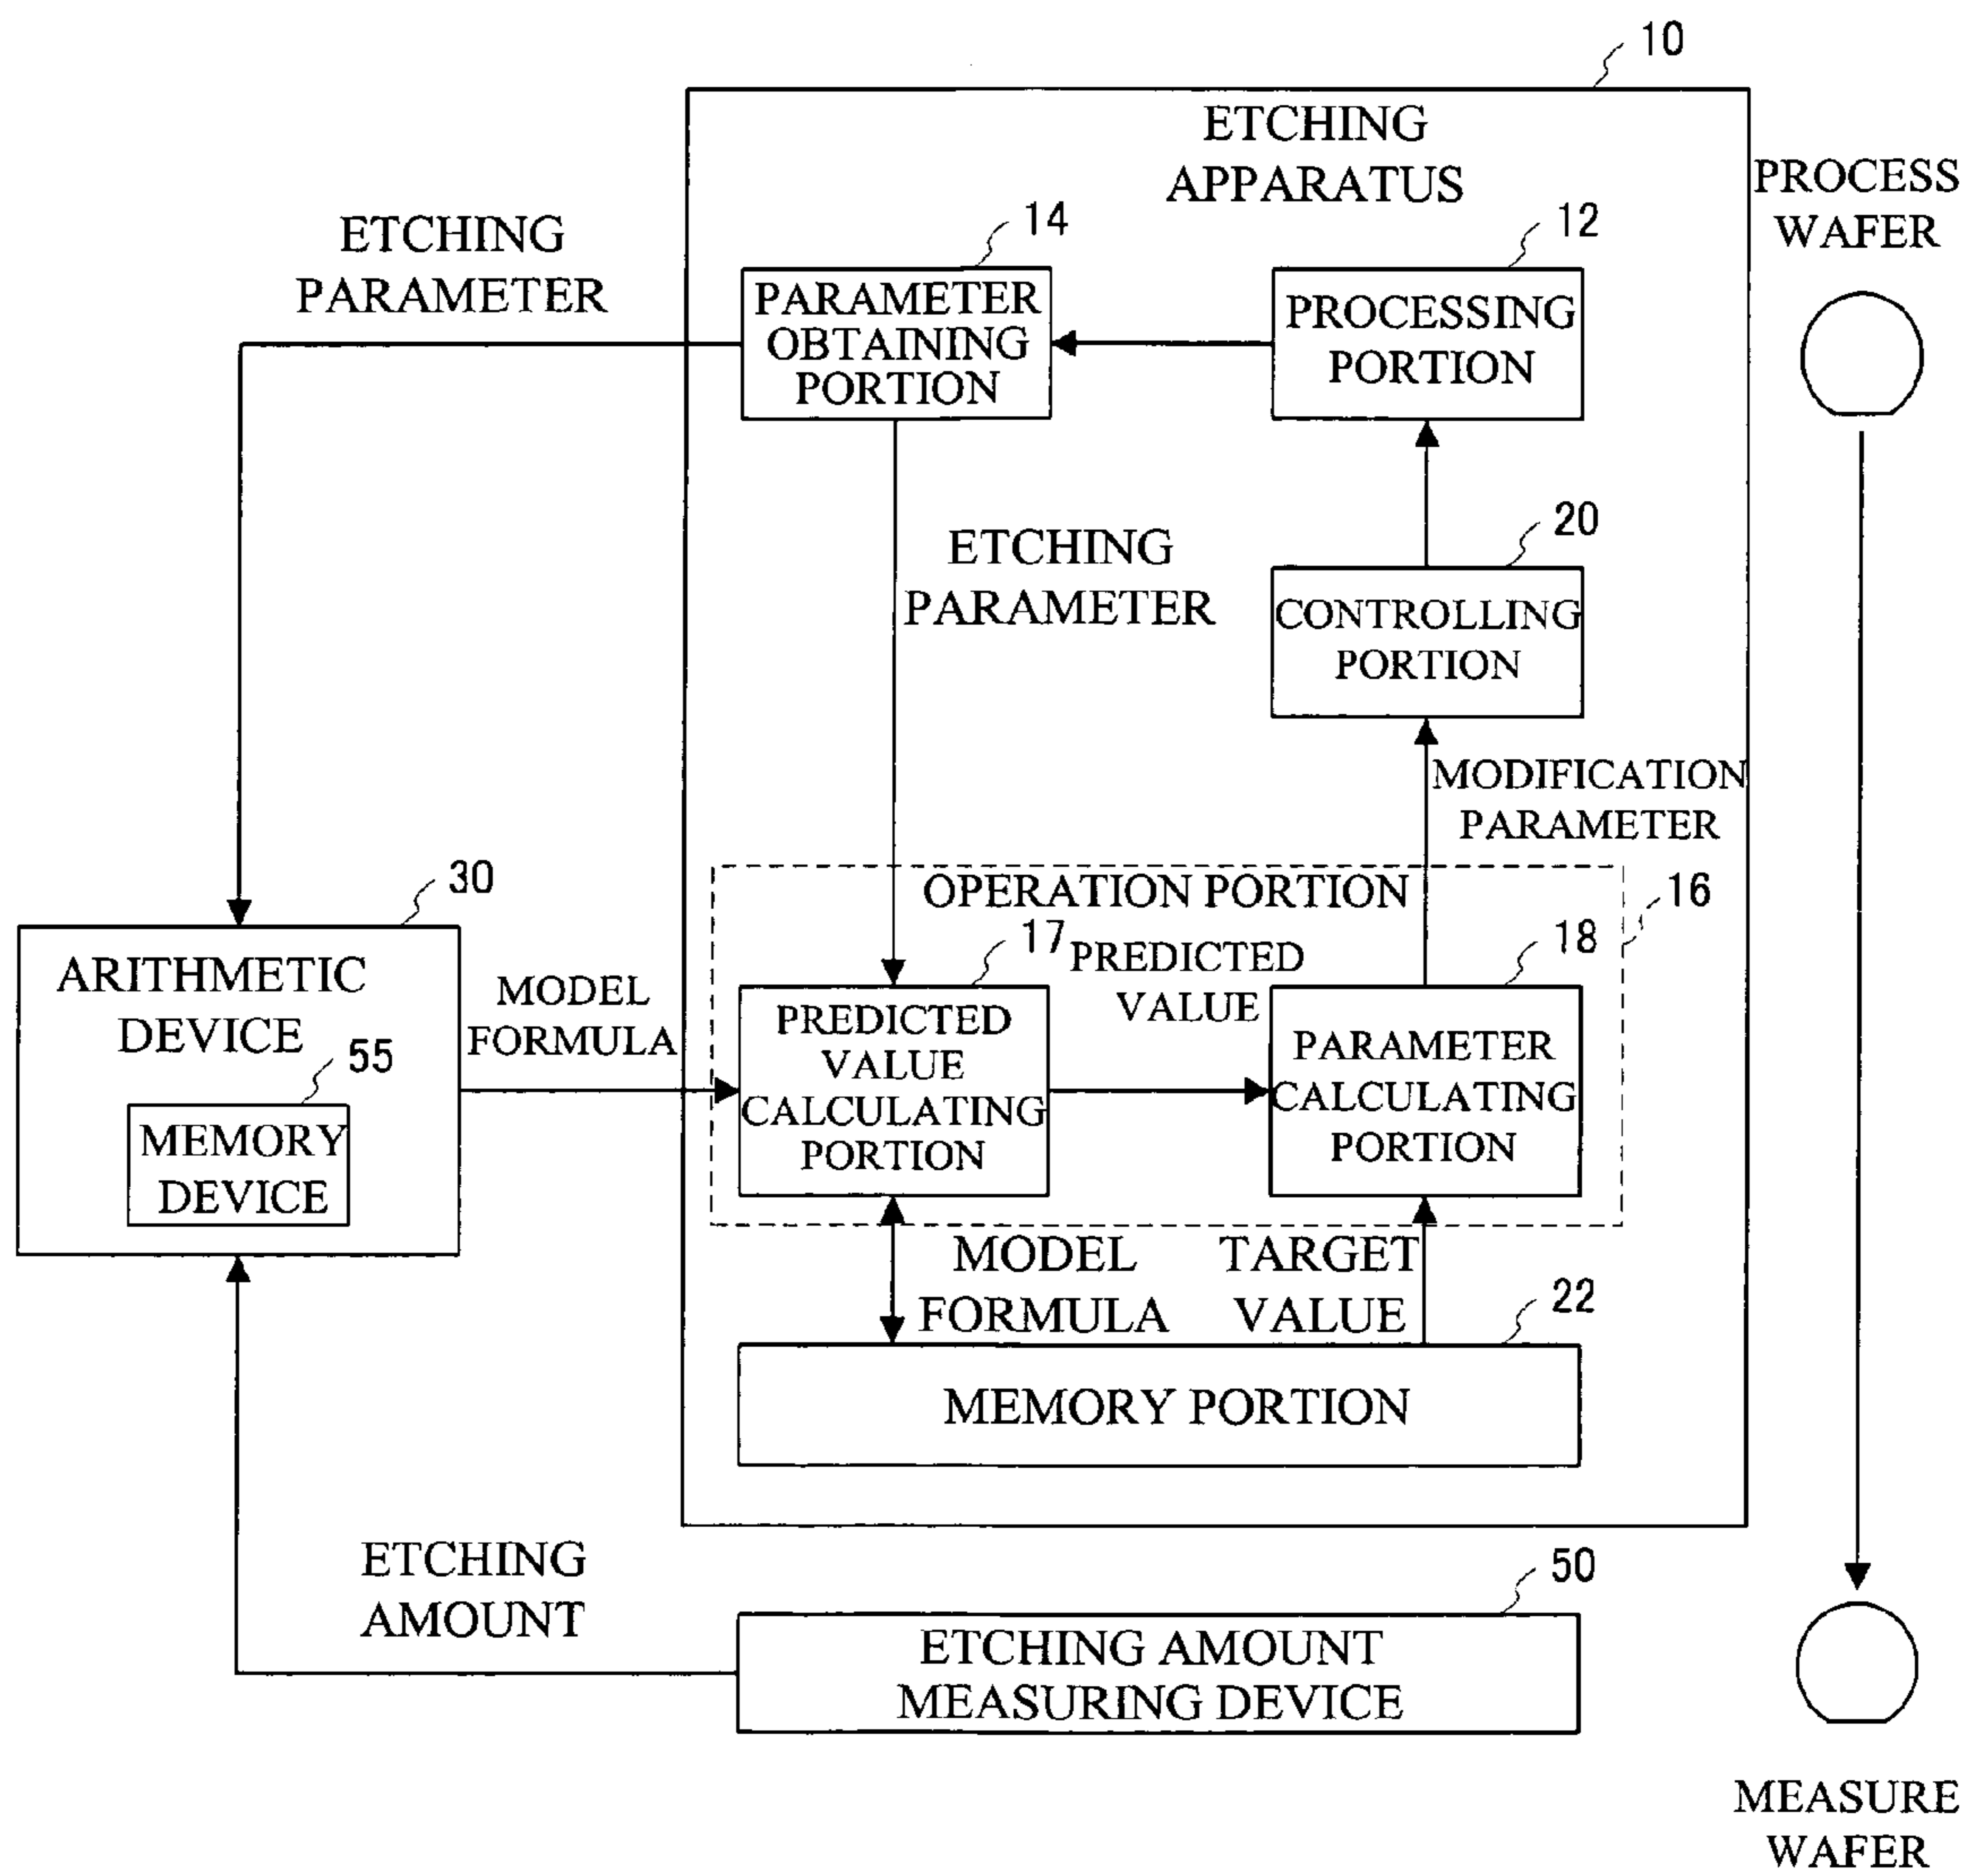 10
ETCHING
APPARATUS
PROCESS
WAFER
ETCHING
PARAMETER
14
PARAMETER
OBTAINING
PORTION
12
PROCESSING
PORTION
ETCHING
PARAMETER
20
CONTROLLING
PORTION
MODIFICATION
PARAMETER
30
ARITHMETIC
DEVICE
55
MEMORY
DEVICE
MODEL
FORMULA
OPERATION PORTION
16
17
PREDICTED
VALUE
CALCULATING
PORTION
PREDICTED
VALUE
18
PARAMETER
CALCULATING
PORTION
MODEL
FORMULA
TARGET
VALUE
22
MEMORY PORTION
ETCHING
AMOUNT
50
ETCHING AMOUNT
MEASURING DEVICE
MEASURE
WAFER